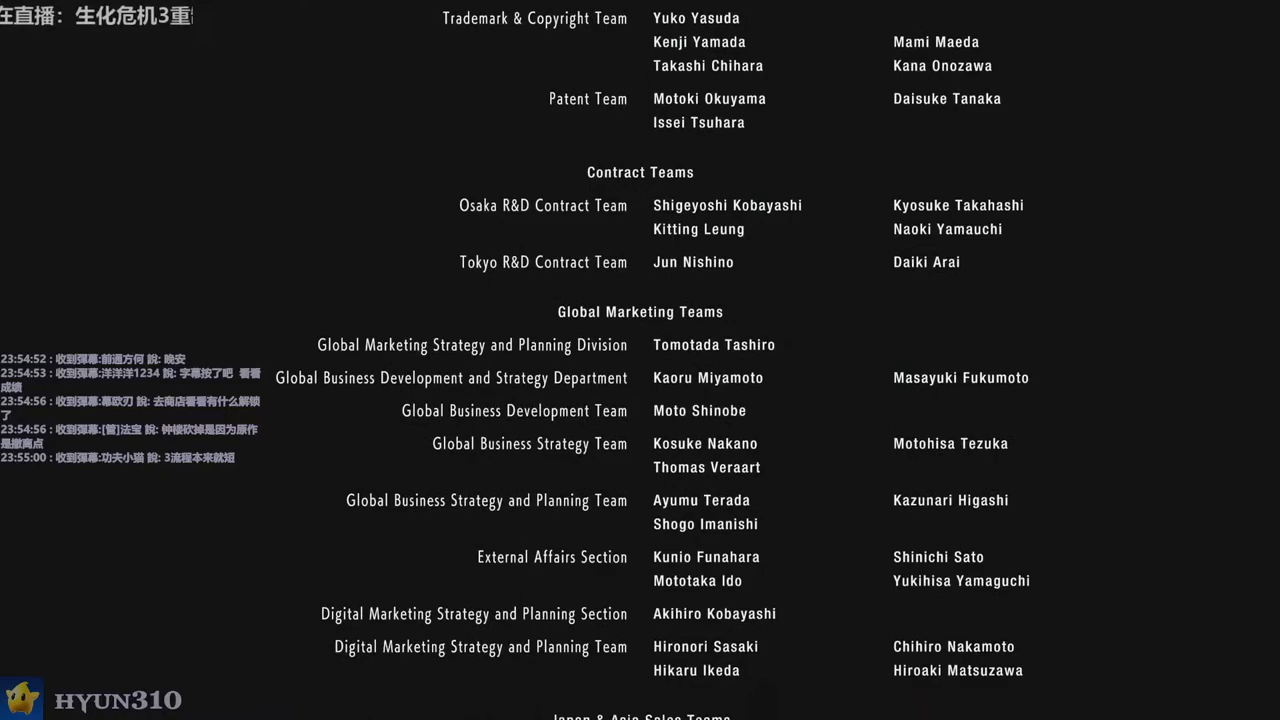 在直播：生化危机3重
Trademark & Copyright Team Yuko Yasuda
Kenji Yamada Mami Maeda
Takashi Chihara Kana Onozawa
Patent Team Motoki Okuyama Daisuke Tanaka
Issei Tsuhara
Contract Teams
Osaka R&D Contract Team Shigeyoshi Kobayashi Kyosuke Takahashi
Kitting Leung Naoki Yamauchi
Tokyo R&D Contract Team Jun Nishino Daiki Arai
Global Marketing Teams
Global Marketing Strategy and Planning Division Tomotada Tashiro
Global Business Development and Strategy Department Kaoru Miyamoto Masayuki Fukumoto
Global Business Development Team Moto Shinobe
Global Business Strategy Team Kosuke Nakano Motohisa Tezuka
Thomas Veraart
Global Business Strategy and Planning Team Ayumu Terada Kazunari Higashi
Shogo Imanishi
External Affairs Section Kunio Funahara Shinichi Sato
Mototaka Ido Yukihisa Yamaguchi
Digital Marketing Strategy and Planning Section Akihiro Kobayashi
Digital Marketing Strategy and Planning Team Hironori Sasaki Chihiro Nakamoto
Hikaru Ikeda Hiroaki Matsuzawa
Japan & Asia Sales Teams
23:54:52 : 收到彈幕:前通方何 說: 晚安
23:54:53 : 收到彈幕:洋洋洋1234 說: 字幕按了吧 看看
成绩
23:54:56 : 收到彈幕:幕欧刃 說: 去商店看看有什么解锁
了
23:54:56 : 收到彈幕:[管]法宝 說: 钟楼砍掉是因为原作
是撤离点
23:55:00 : 收到彈幕:功夫小猫 說: 3流程本来就短
HYUN310